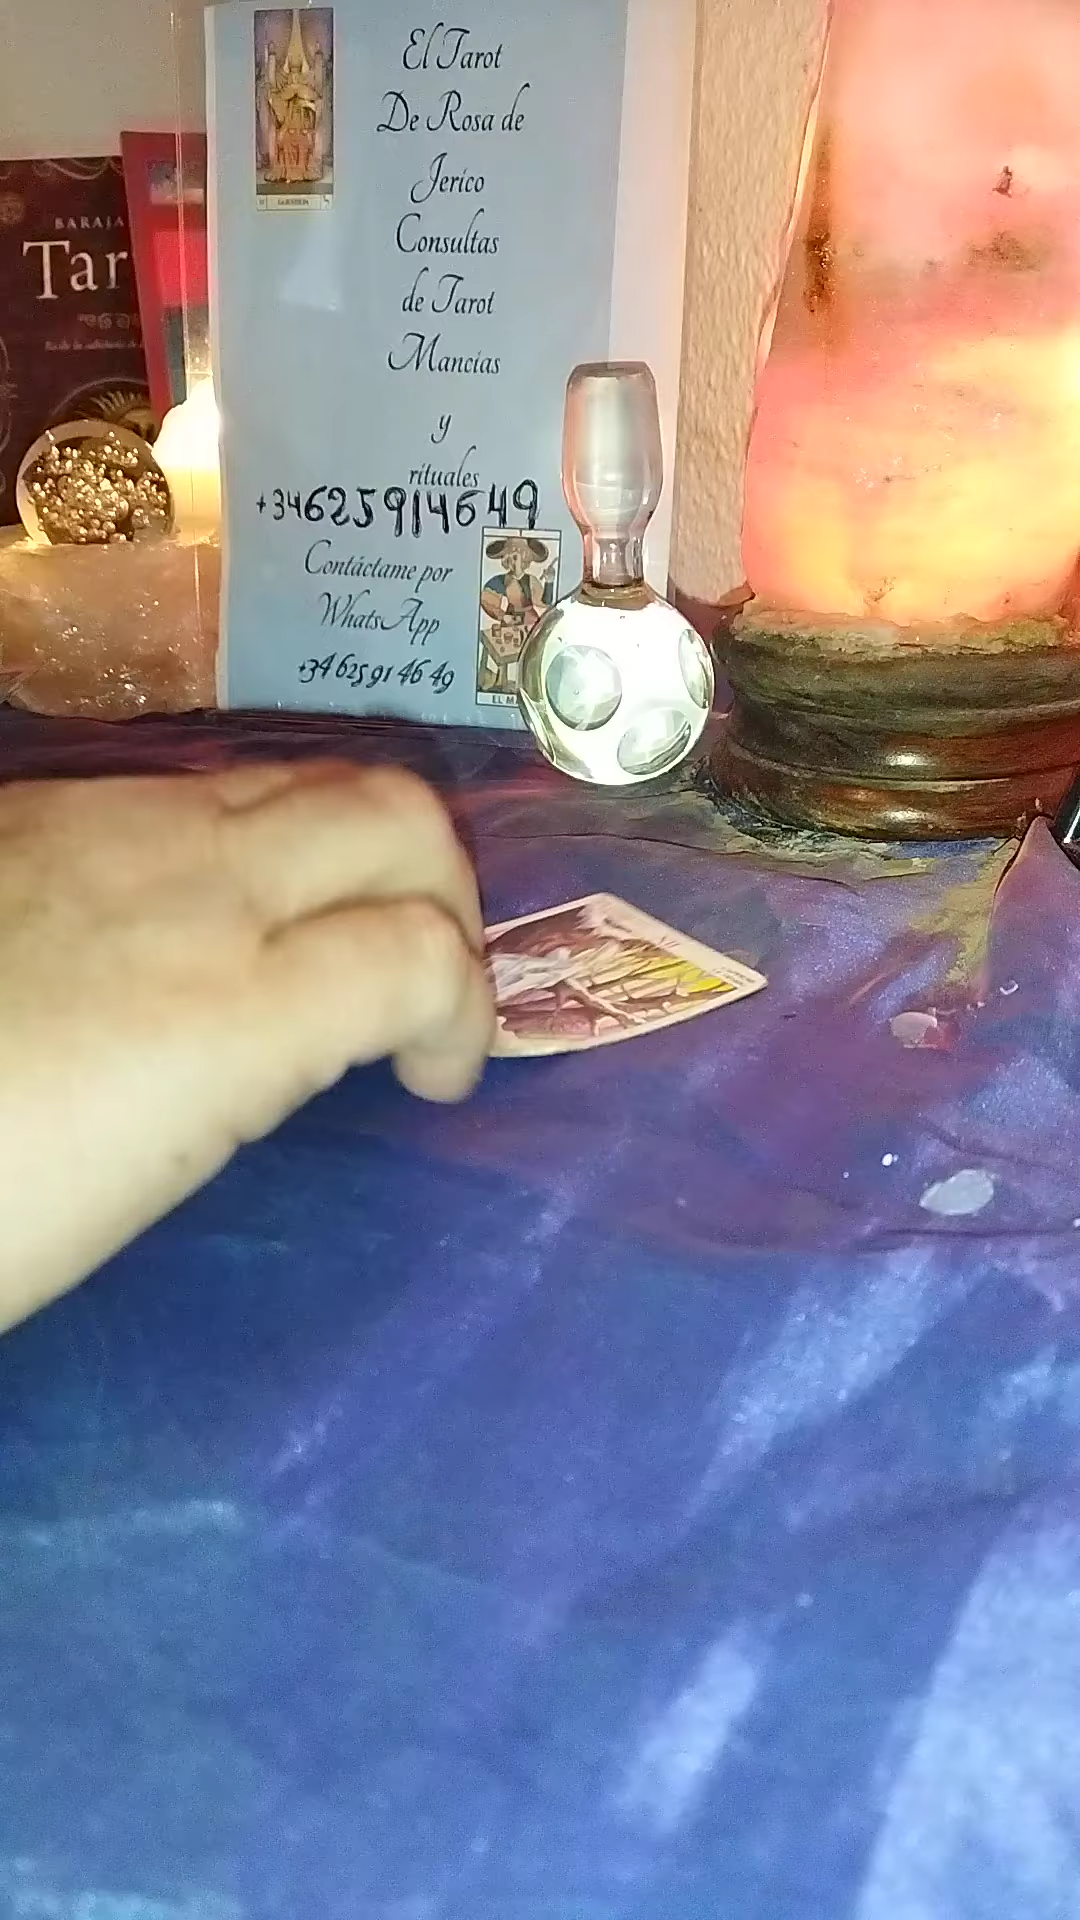 BARAJA
Tar
El Tarot
De Rosa de
Jerico
Consultas
de Tarot
Mancias
y
rituales
+34625914649
Contáctame por
WhatsApp
+34 625 91 46 49
EL M